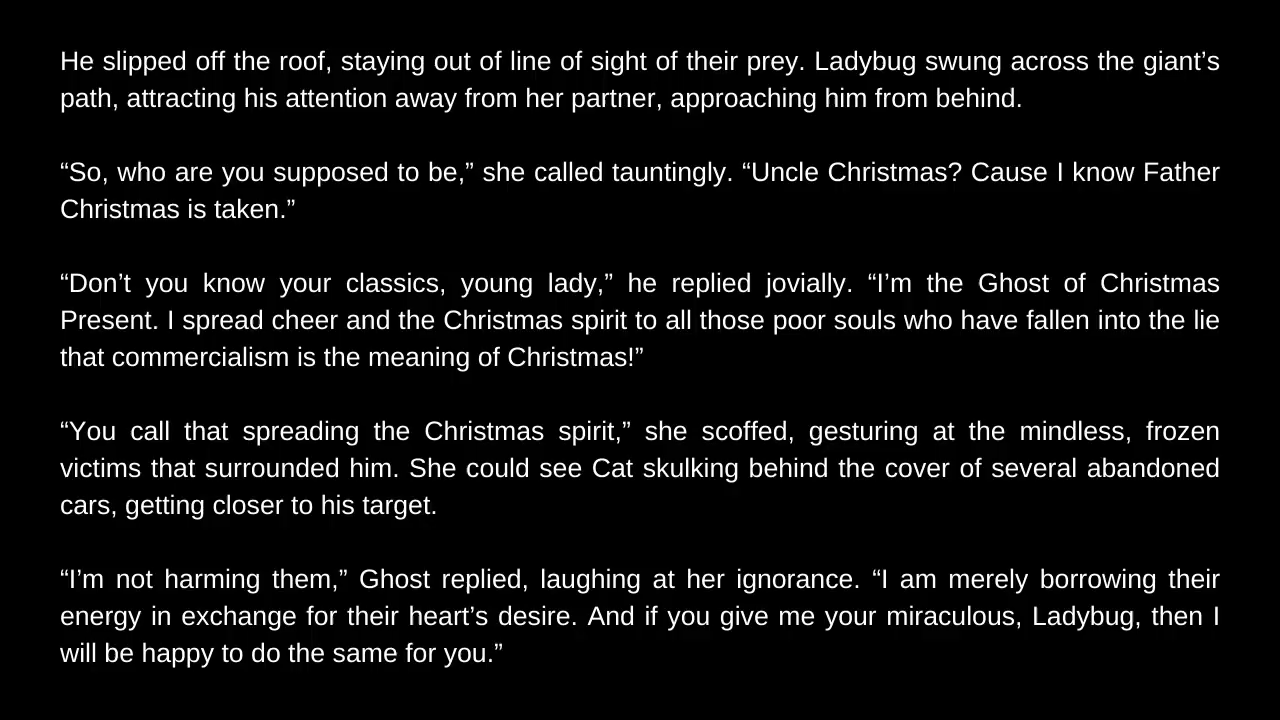 He slipped off the roof, staying out of line of sight of their prey. Ladybug swung across the giant’s
path, attracting his attention away from her partner, approaching him from behind.
“So, who are you supposed to be,” she called tauntingly. “Uncle Christmas? Cause I know Father
Christmas is taken.”
“Don’t you know your classics, young lady,” he replied jovially. “I’m the Ghost of Christmas
Present. I spread cheer and the Christmas spirit to all those poor souls who have fallen into the lie
that commercialism is the meaning of Christmas!”
“You call that spreading the Christmas spirit,” she scoffed, gesturing at the mindless, frozen
victims that surrounded him. She could see Cat skulking behind the cover of several abandoned
cars, getting closer to his target.
“I’m not harming them,” Ghost replied, laughing at her ignorance. “I am merely borrowing their
energy in exchange for their heart’s desire. And if you give me your miraculous, Ladybug, then I
will be happy to do the same for you.”